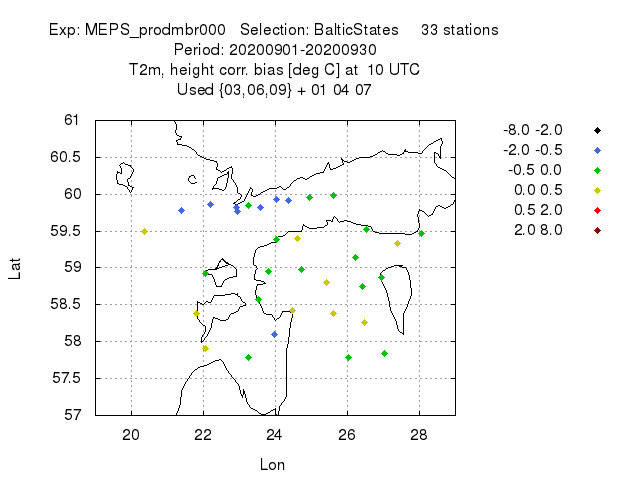 Exp: MEPS_prodmbr000 Selection: BalticStates 33 stations
Period: 20200901-20200930
T2m, height corr. bias [deg C] at 10 UTC
Used {03,06,09} + 01 04 07
61
60.5
60
59.5
59
58.5
58
57.5
57
Lat
20 22 24 26 28
Lon
-8.0 -2.0
-2.0 -0.5
-0.5 0.0
0.0 0.5
0.5 2.0
2.0 8.0